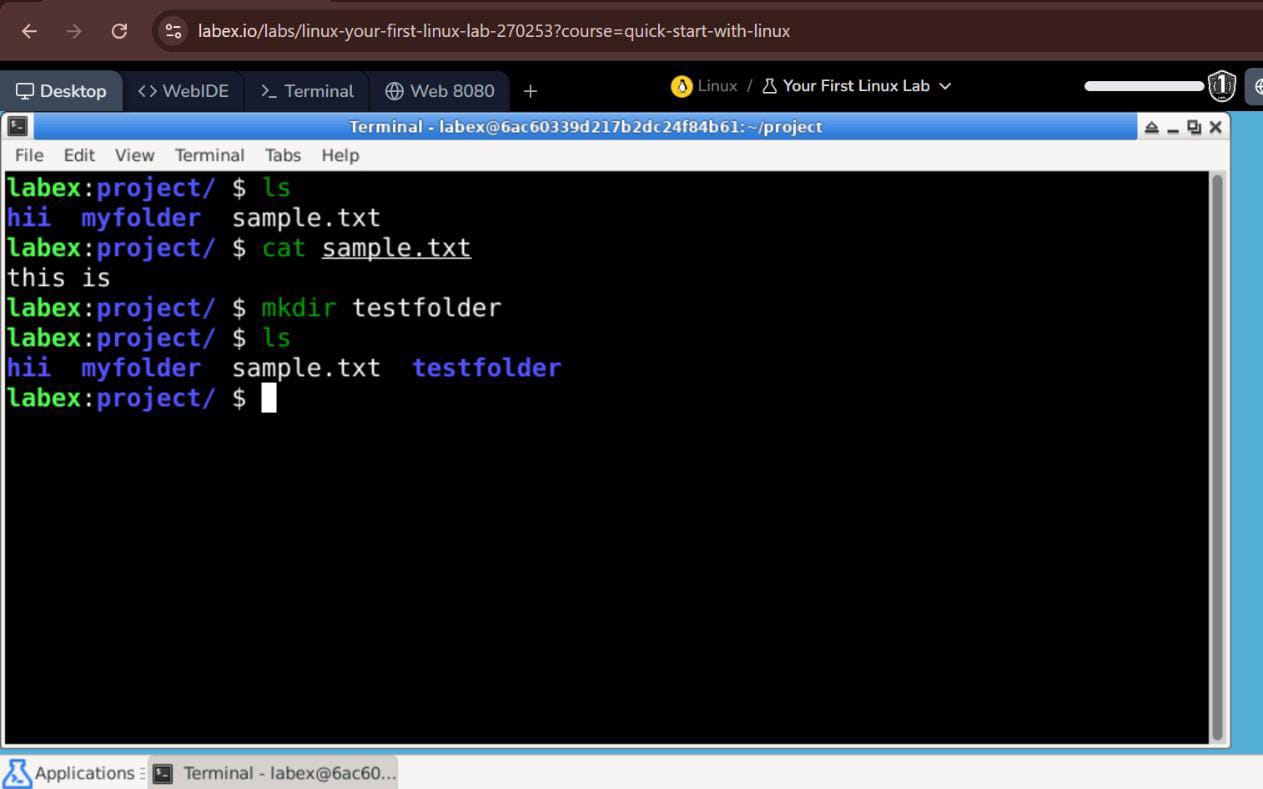 labex.io/labs/linux-your-first-linux-lab-270253?course=quick-start-with-linux
Desktop <> WebIDE >_ Terminal Web 8080 + Linux / Your First Linux Lab 1
Terminal - labex@6ac60339d217b2dc24f84b61:~/project
File Edit View Terminal Tabs Help
labex:project/ $ ls
hii myfolder sample.txt
labex:project/ $ cat sample.txt
this is
labex:project/ $ mkdir testfolder
labex:project/ $ ls
hii myfolder sample.txt testfolder
labex:project/ $
Applications Terminal - labex@6ac60...